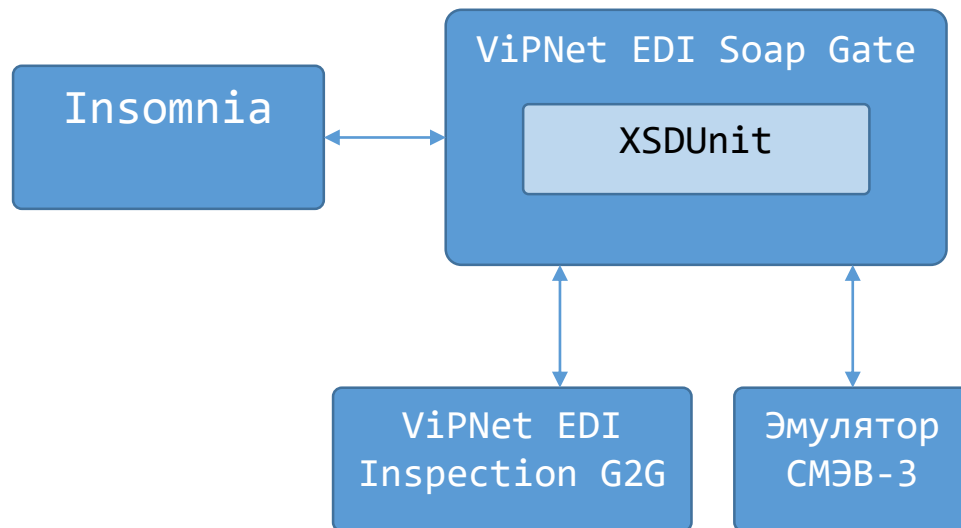 ViPNet EDI Soap Gate
Insomnia
XSDUnit
ViPNet EDI
Inspection G2G
Эмулятор
СМЭВ-3